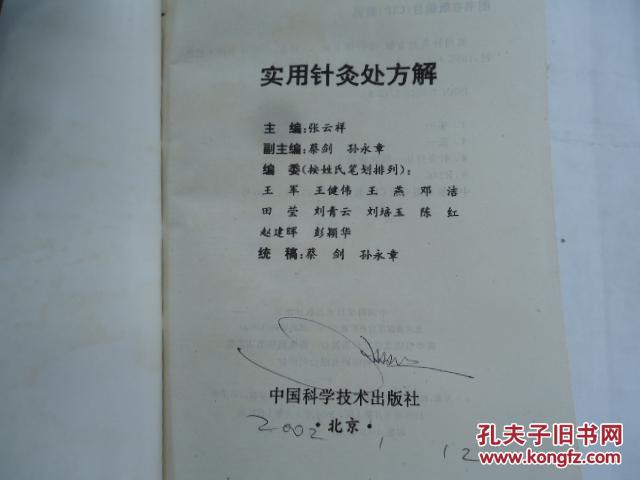 实用针灸处方解
主 编:张云祥
副主编:蔡剑 孙永章
编 委(按姓氏笔划排列):
王 军 王健伟 王 燕 邓 洁
田 莹 刘青云 刘培玉 陈 红
赵建晖 彭颖华
统 稿:蔡 剑 孙永章
中国科学技术出版社
·北京·
2002, 12
孔夫子旧书网
www.kongfz.com